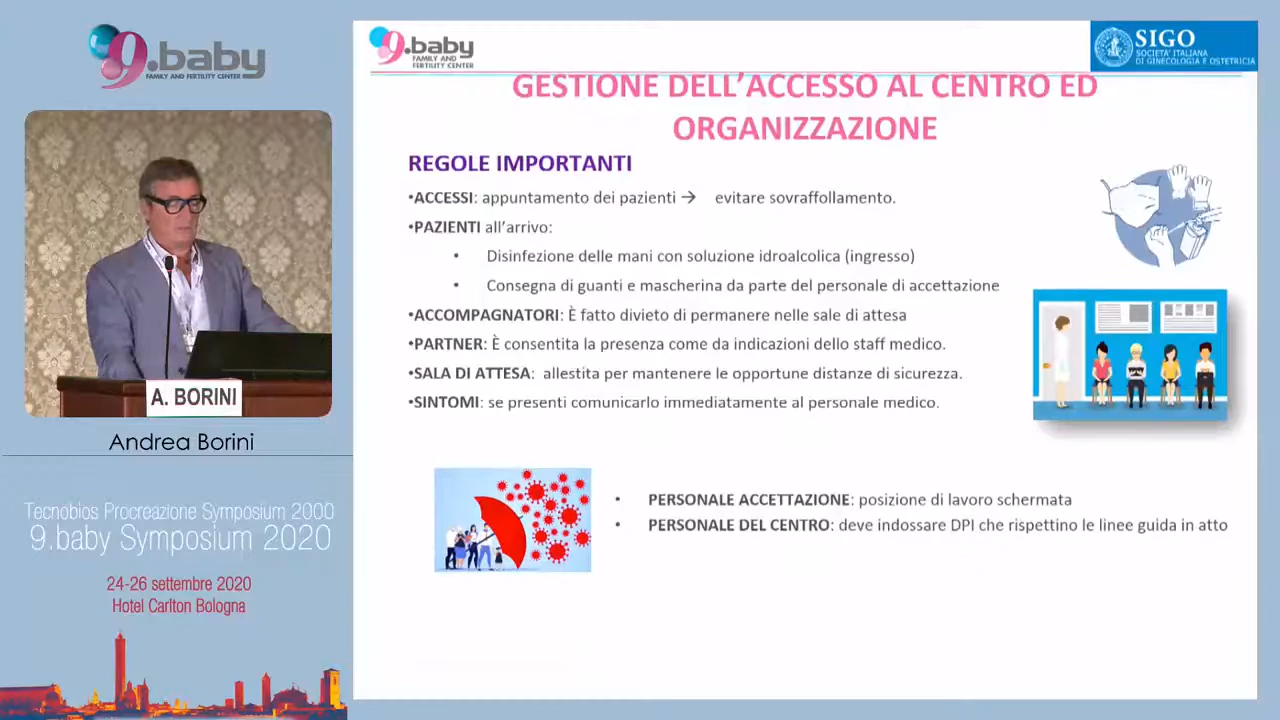 9.baby
FAMILY AND FERTILITY CENTER
A. BORINI
Andrea Borini
Tecnobios Procreazione Symposium 2000
9.baby Symposium 2020
24-26 settembre 2020
Hotel Carlton Bologna
9.baby
FAMILY AND
FERTILITY CENTER
SIGO
SOCIETA' ITALIANA
DI GINECOLOGIA E OSTETRICIA
GESTIONE DELL'ACCESSO AL CENTRO ED
ORGANIZZAZIONE
REGOLE IMPORTANTI
•ACCESSI: appuntamento dei pazienti → evitare sovraffollamento.
•PAZIENTI all'arrivo:
• Disinfezione delle mani con soluzione idroalcolica (ingresso)
• Consegna di guanti e mascherina da parte del personale di accettazione
•ACCOMPAGNATORI: È fatto divieto di permanere nelle sale di attesa
•PARTNER: È consentita la presenza come da indicazioni dello staff medico.
•SALA DI ATTESA: allestita per mantenere le opportune distanze di sicurezza.
•SINTOMI: se presenti comunicarlo immediatamente al personale medico.
• PERSONALE ACCETTAZIONE: posizione di lavoro schermata
• PERSONALE DEL CENTRO: deve indossare DPI che rispettino le linee guida in atto